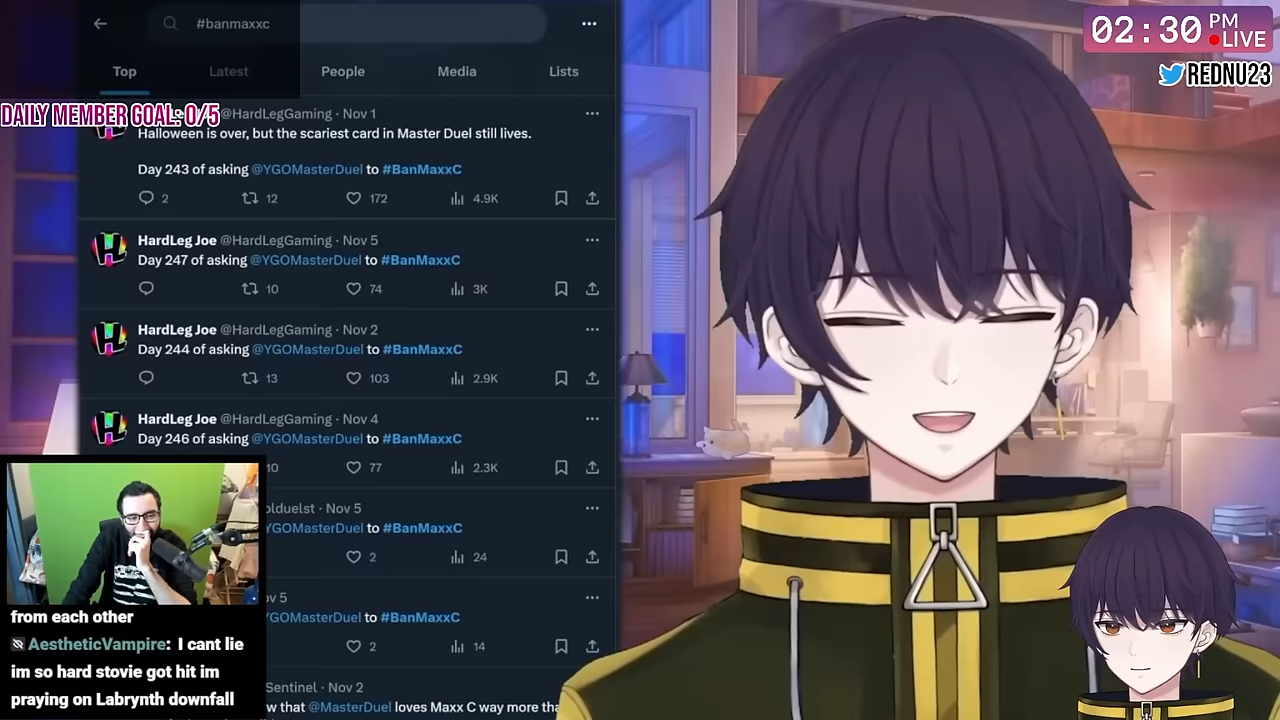 #banmaxxc
02:30 PM
LIVE
REDNU23
Top
Latest
People
Media
Lists
DAILY MEMBER GOAL: 0/5
@HardLegGaming · Nov 1
Halloween is over, but the scariest card in Master Duel still lives.
Day 243 of asking @YGOMasterDuel to #BanMaxxC
2 12 172 4.9K
HardLeg Joe @HardLegGaming · Nov 5
Day 247 of asking @YGOMasterDuel to #BanMaxxC
10 74 3K
HardLeg Joe @HardLegGaming · Nov 2
Day 244 of asking @YGOMasterDuel to #BanMaxxC
13 103 2.9K
HardLeg Joe @HardLegGaming · Nov 4
Day 246 of asking @YGOMasterDuel to #BanMaxxC
10 77 2.3K
olduelst · Nov 5
YGOMasterDuel to #BanMaxxC
2 24
ov 5
YGOMasterDuel to #BanMaxxC
2 14
Sentinel · Nov 2
w that @MasterDuel loves Maxx C way more tha
from each other
AestheticVampire: I cant lie
im so hard stovie got hit im
praying on Labrynth downfall